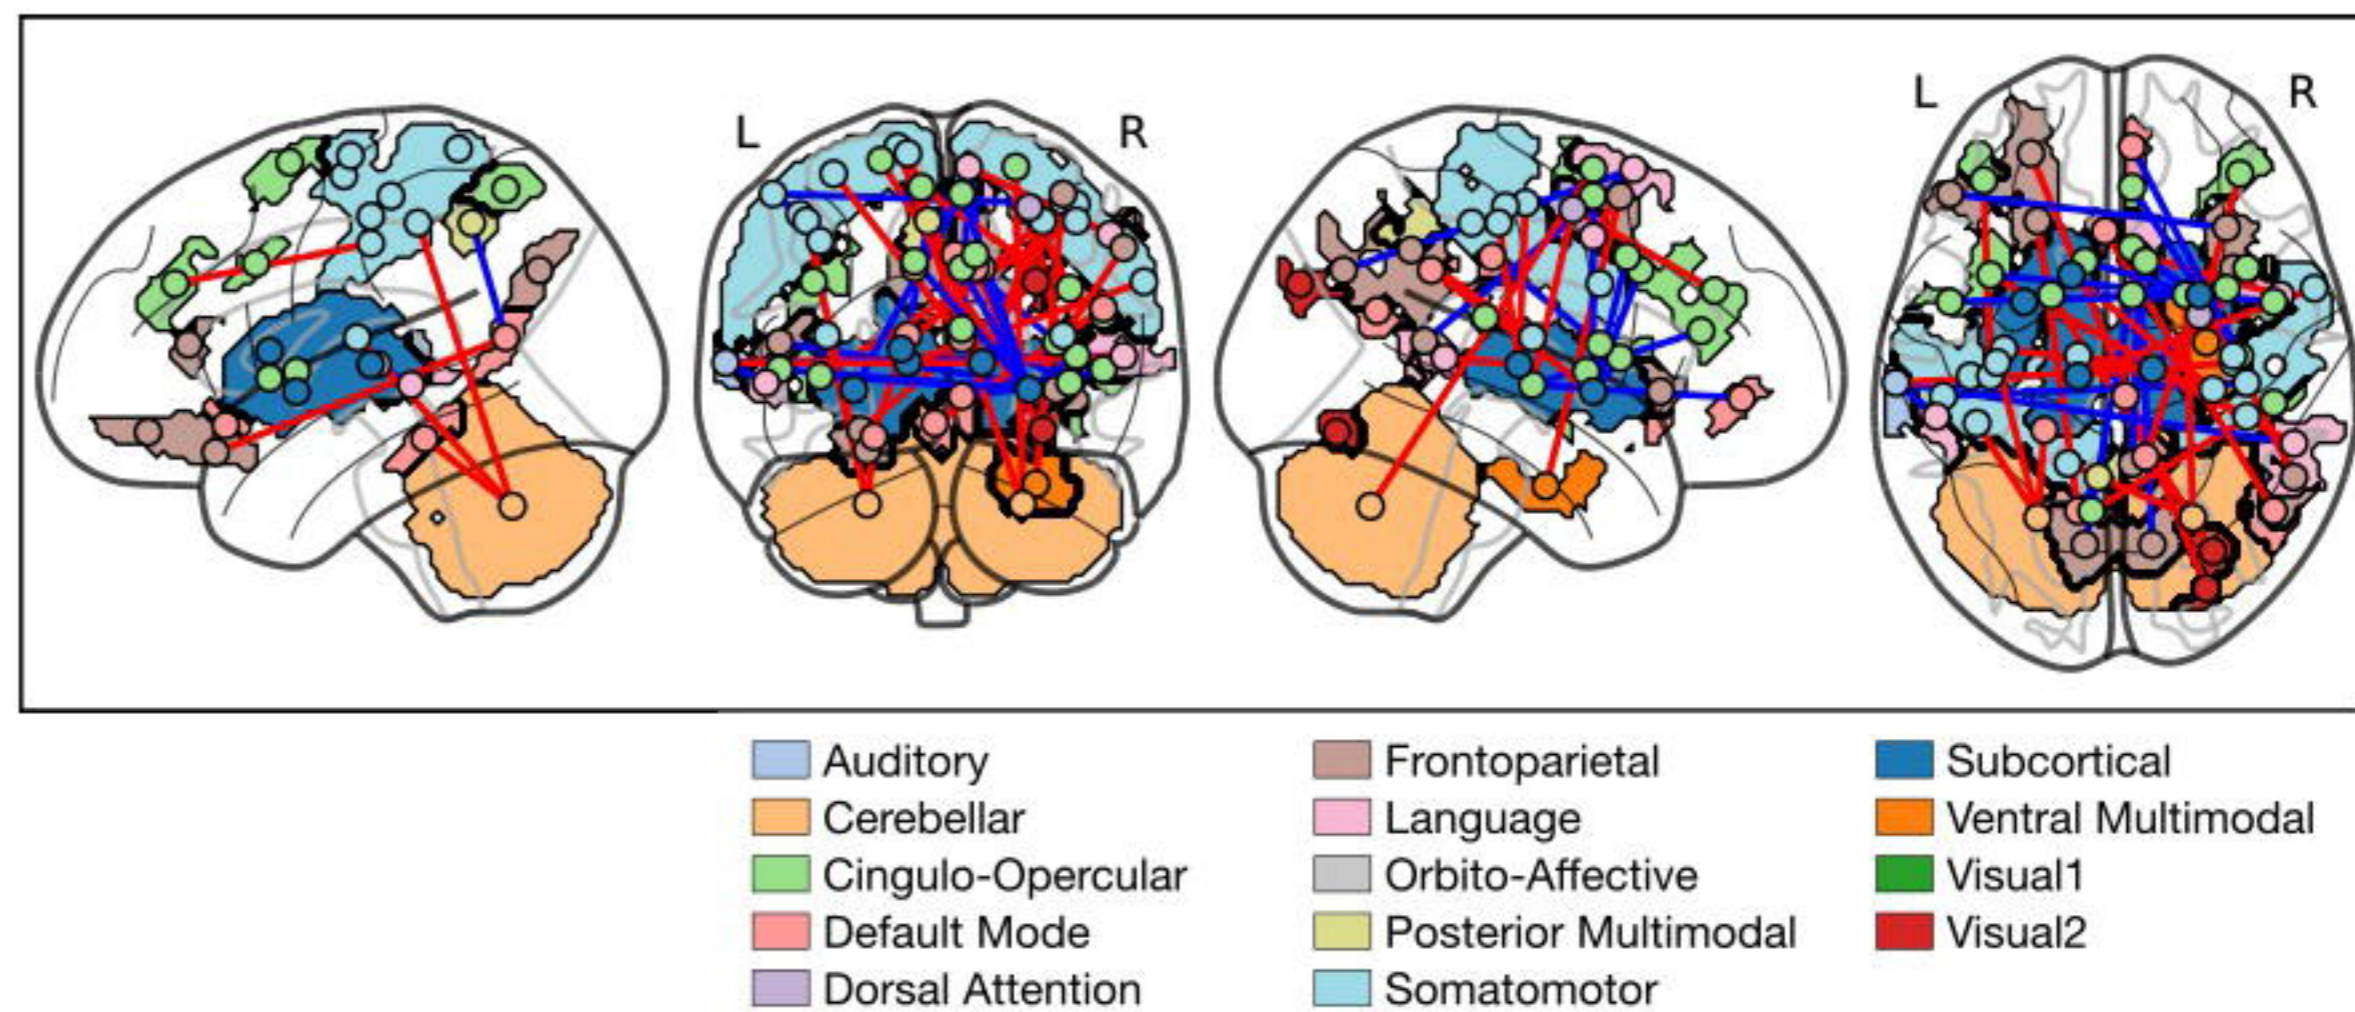 L
R
L
R
Auditory
Cerebellar
Cingulo-Opercular
Default Mode
Dorsal Attention
Frontoparietal
Language
Orbito-Affective
Posterior Multimodal
Somatomotor
Subcortical
Ventral Multimodal
Visual1
Visual2